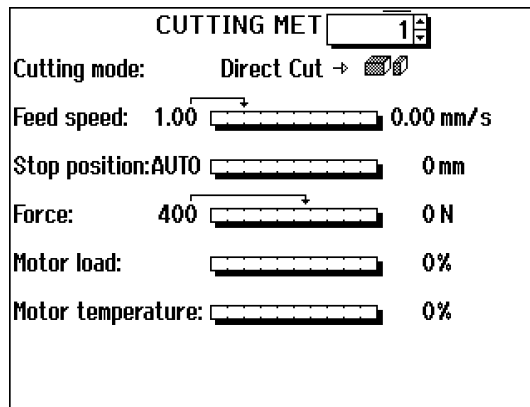 CUTTING MET 1
Cutting mode: Direct Cut
Feed speed: 1.00 0.00 mm/s
Stop position: AUTO 0 mm
Force: 400 0 N
Motor load: 0%
Motor temperature: 0%